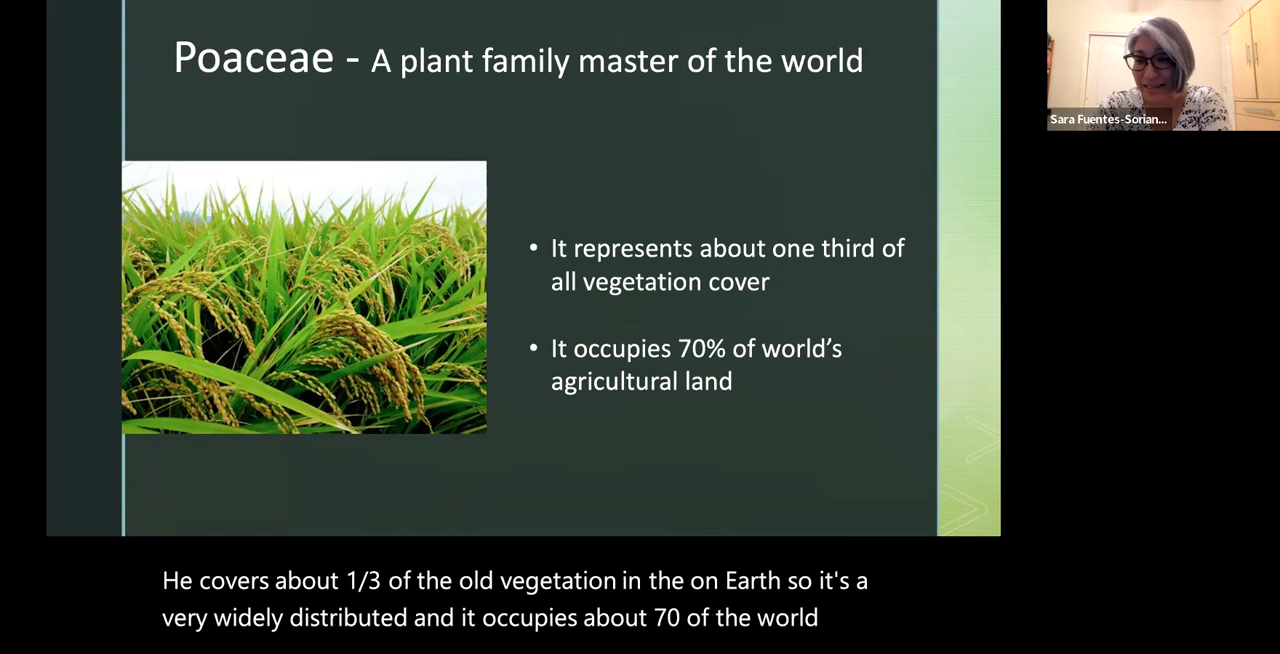 Poaceae - A plant family master of the world
• It represents about one third of
all vegetation cover
• It occupies 70% of world’s
agricultural land
Sara Fuentes-Sorian...
He covers about 1/3 of the old vegetation in the on Earth so it's a
very widely distributed and it occupies about 70 of the world